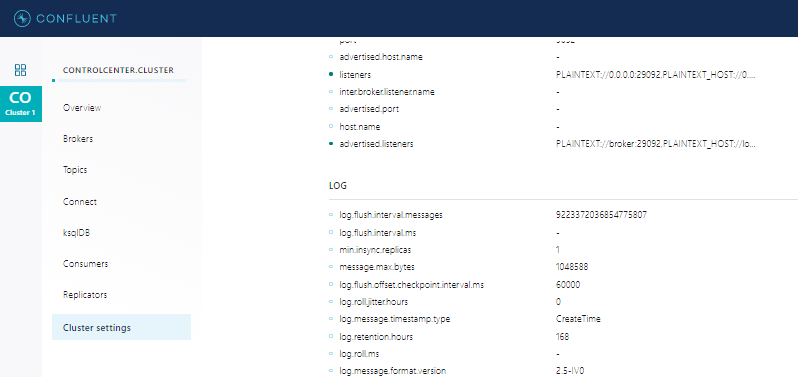 CONFLUENT
CO
Cluster 1
CONTROLCENTER.CLUSTER
Overview
Brokers
Topics
Connect
ksqlDB
Consumers
Replicators
Cluster settings
port 9092
advertised.host.name -
listeners PLAINTEXT://0.0.0.0:29092,PLAINTEXT_HOST://0....
inter.broker.listener.name -
advertised.port -
host.name -
advertised.listeners PLAINTEXT://broker:29092,PLAINTEXT_HOST://lo...
LOG
log.flush.interval.messages 9223372036854775807
log.flush.interval.ms -
min.insync.replicas 1
message.max.bytes 1048588
log.flush.offset.checkpoint.interval.ms 60000
log.roll.jitter.hours 0
log.message.timestamp.type CreateTime
log.retention.hours 168
log.roll.ms -
log.message.format.version 2.5-IV0